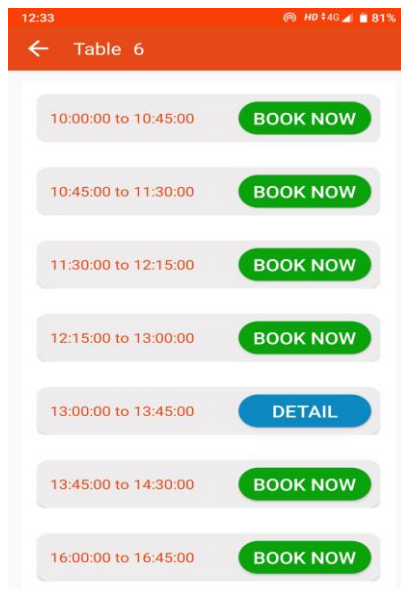 12:33 HD 4G 81%
Table 6
10:00:00 to 10:45:00 BOOK NOW
10:45:00 to 11:30:00 BOOK NOW
11:30:00 to 12:15:00 BOOK NOW
12:15:00 to 13:00:00 BOOK NOW
13:00:00 to 13:45:00 DETAIL
13:45:00 to 14:30:00 BOOK NOW
16:00:00 to 16:45:00 BOOK NOW